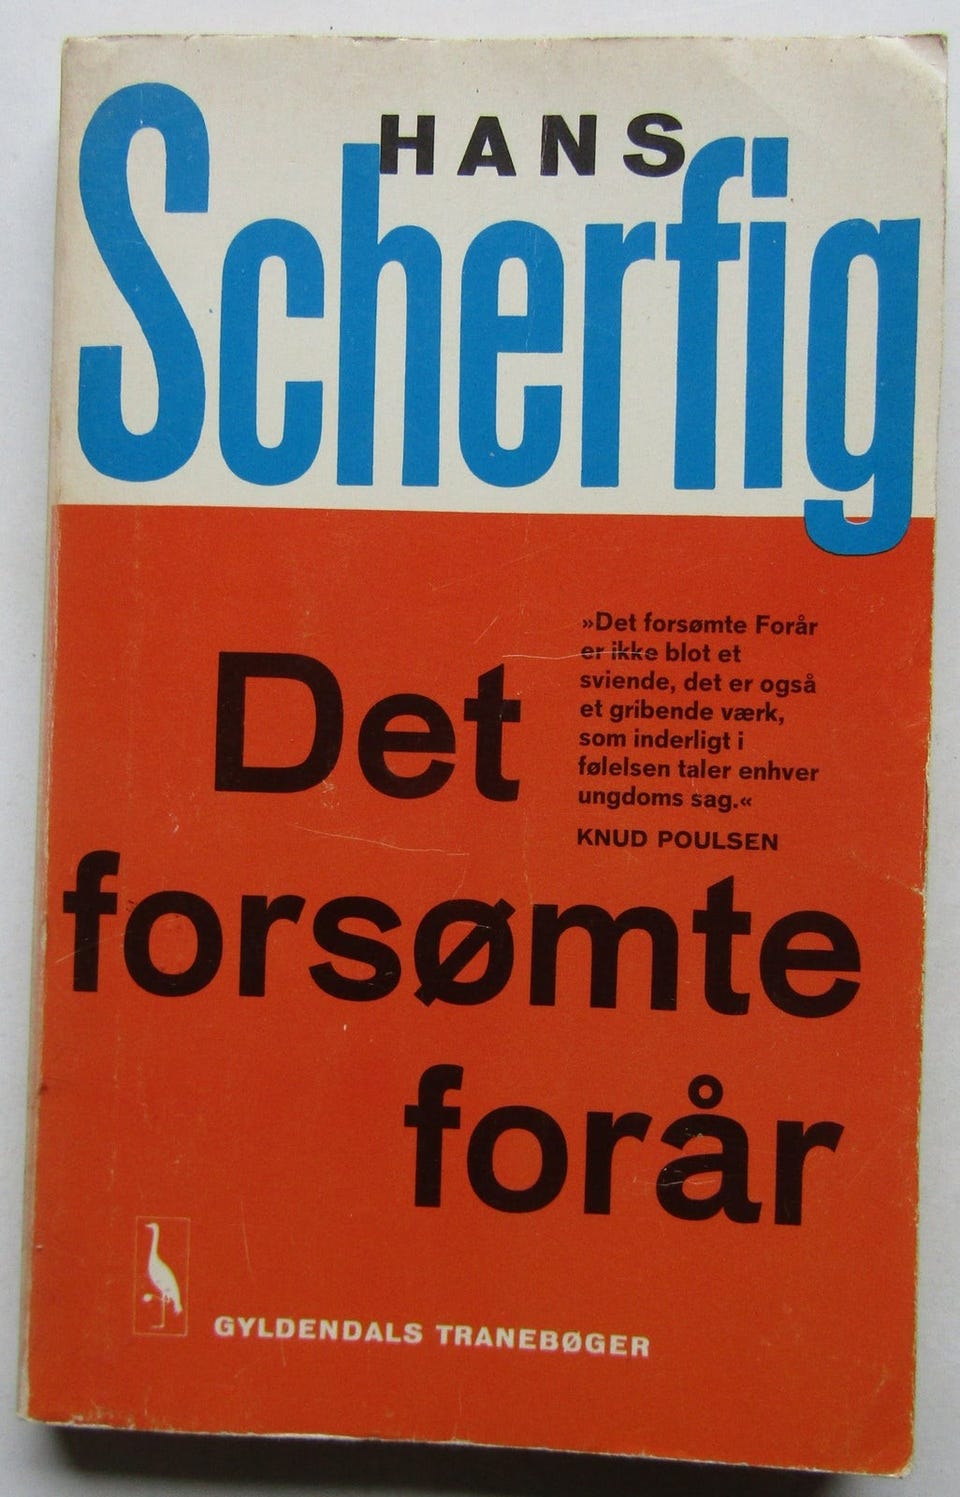 HANS
Scherfig
»Det forsømte Forår
er ikke blot et
sviende, det er også
et gribende værk,
som inderligt i
følelsen taler enhver
ungdoms sag.«
KNUD POULSEN
Det
forsømte
forår
GYLDENDALS TRANEBØGER